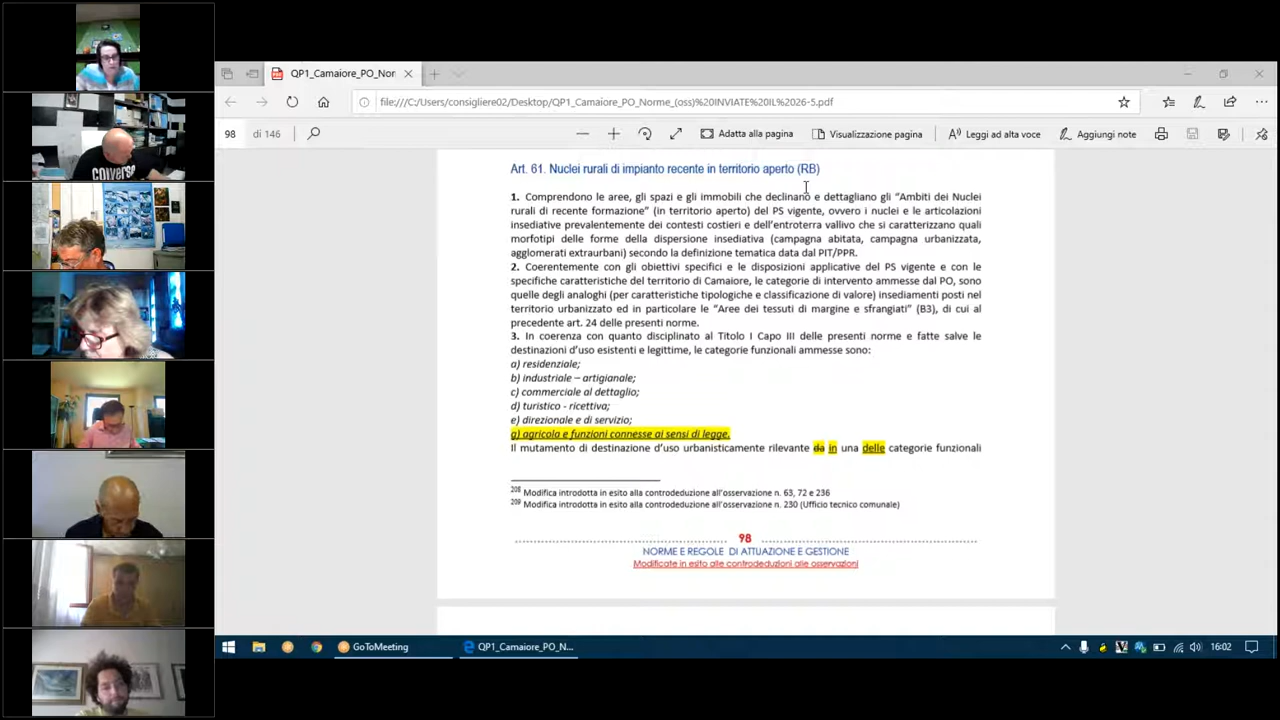 QP1_Camaiore_PO_Nor
file:///C:/Users/consigliere02/Desktop/QP1_Camaiore_PO_Norme_(oss)%20INVIATE%20IL%2026-5.pdf
98 di 146
Adatta alla pagina
Visualizzazione pagina
Leggi ad alta voce
Aggiungi note
Art. 61. Nuclei rurali di impianto recente in territorio aperto (RB)
1. Comprendono le aree, gli spazi e gli immobili che declinano e dettagliano gli “Ambiti dei Nuclei
rurali di recente formazione” (in territorio aperto) del PS vigente, ovvero i nuclei e le articolazioni
insediative prevalentemente dei contesti costieri e dell’entroterra vallivo che si caratterizzano quali
morfotipi delle forme della dispersione insediativa (campagna abitata, campagna urbanizzata,
agglomerati extraurbani) secondo la definizione tematica data dal PIT/PPR.
2. Coerentemente con gli obiettivi specifici e le disposizioni applicative del PS vigente e con le
specifiche caratteristiche del territorio di Camaiore, le categorie di intervento ammesse dal PO, sono
quelle degli analoghi (per caratteristiche tipologiche e classificazione di valore) insediamenti posti nel
territorio urbanizzato ed in particolare le “Aree dei tessuti di margine e sfrangiati” (B3), di cui al
precedente art. 24 delle presenti norme.
3. In coerenza con quanto disciplinato al Titolo I Capo III delle presenti norme e fatte salve le
destinazioni d’uso esistenti e legittime, le categorie funzionali ammesse sono:
a) residenziale;
b) industriale – artigianale;
c) commerciale al dettaglio;
d) turistico - ricettiva;
e) direzionale e di servizio;
g) agricola e funzioni connesse ai sensi di legge.
Il mutamento di destinazione d’uso urbanisticamente rilevante da in una delle categorie funzionali
208 Modifica introdotta in esito alla controdeduzione all’osservazione n. 63, 72 e 236
209 Modifica introdotta in esito alla controdeduzione all’osservazione n. 230 (Ufficio tecnico comunale)
98
NORME E REGOLE DI ATTUAZIONE E GESTIONE
Modificate in esito alle controdeduzioni alle osservazioni
GoToMeeting
QP1_Camaiore_PO_N...
16:02